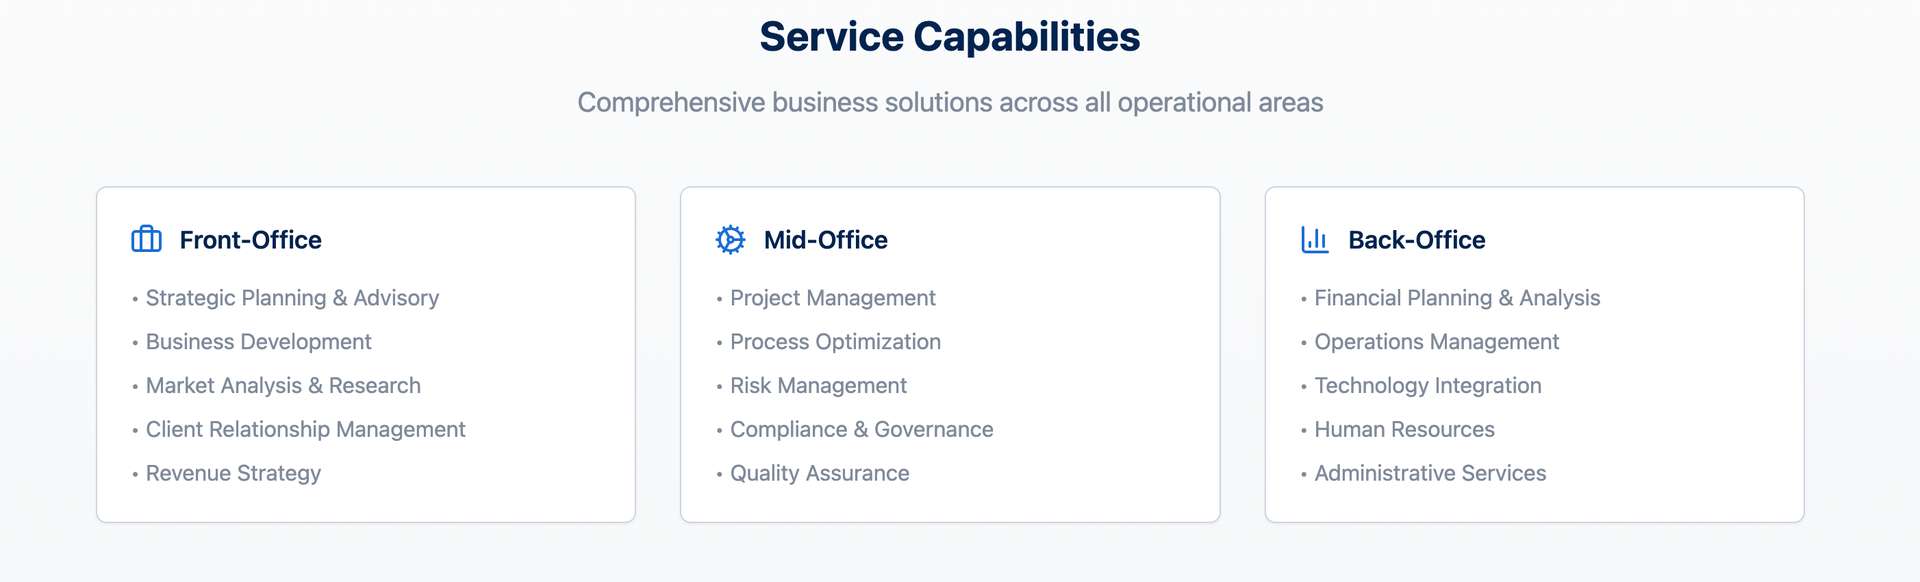 Service Capabilities
Comprehensive business solutions across all operational areas
Front-Office
• Strategic Planning & Advisory
• Business Development
• Market Analysis & Research
• Client Relationship Management
• Revenue Strategy
Mid-Office
• Project Management
• Process Optimization
• Risk Management
• Compliance & Governance
• Quality Assurance
Back-Office
• Financial Planning & Analysis
• Operations Management
• Technology Integration
• Human Resources
• Administrative Services